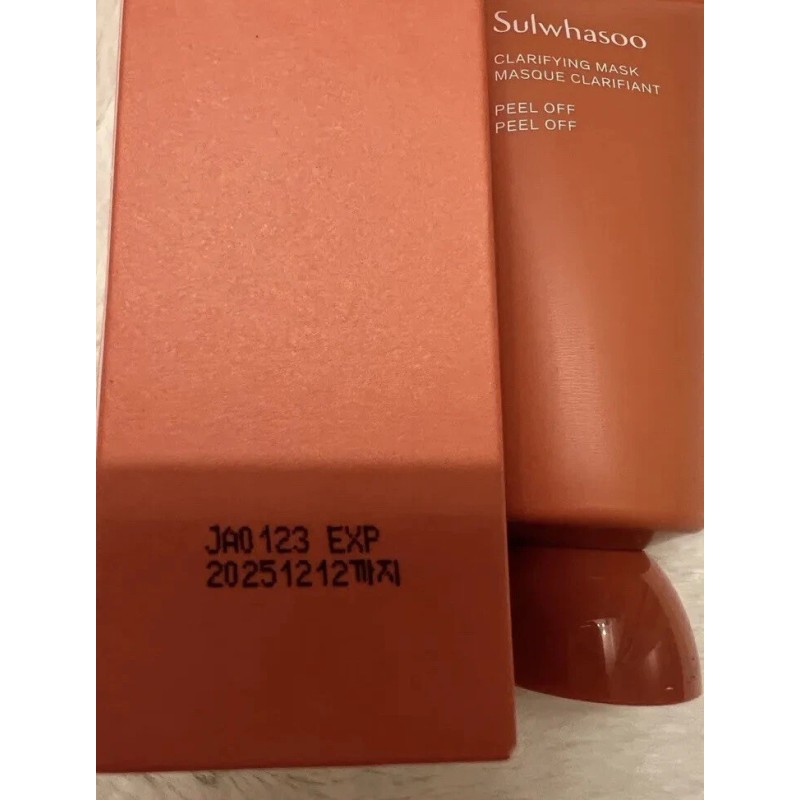 Sulwhasoo
CLARIFYING MASK
MASQUE CLARIFIANT
PEEL OFF
PEEL OFF
JA0123 EXP
20251212까지